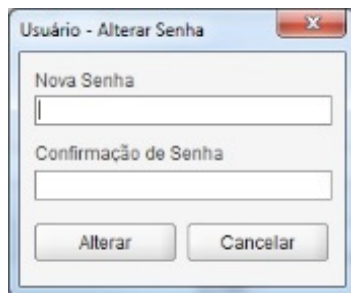 Usuário - Alterar Senha
Nova Senha
Confirmação de Senha
Alterar
Cancelar